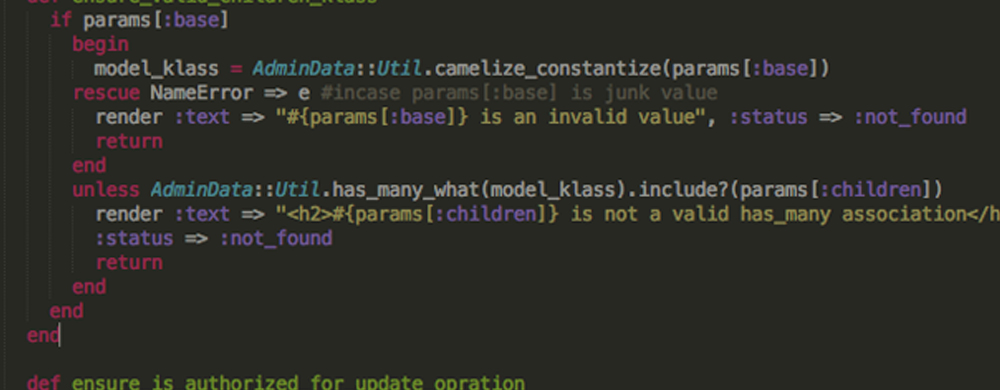 def ensure_valid_children_klass
if params[:base]
begin
model_klass = AdminData::Util.camelize_constantize(params[:base])
rescue NameError => e #incase params[:base] is junk value
render :text => "#{params[:base]} is an invalid value", :status => :not_found
return
end
unless AdminData::Util.has_many_what(model_klass).include?(params[:children])
render :text => "<h2>#{params[:children]} is not a valid has_many association</h
:status => :not_found
return
end
end
end
def ensure_is_authorized_for_update_opration